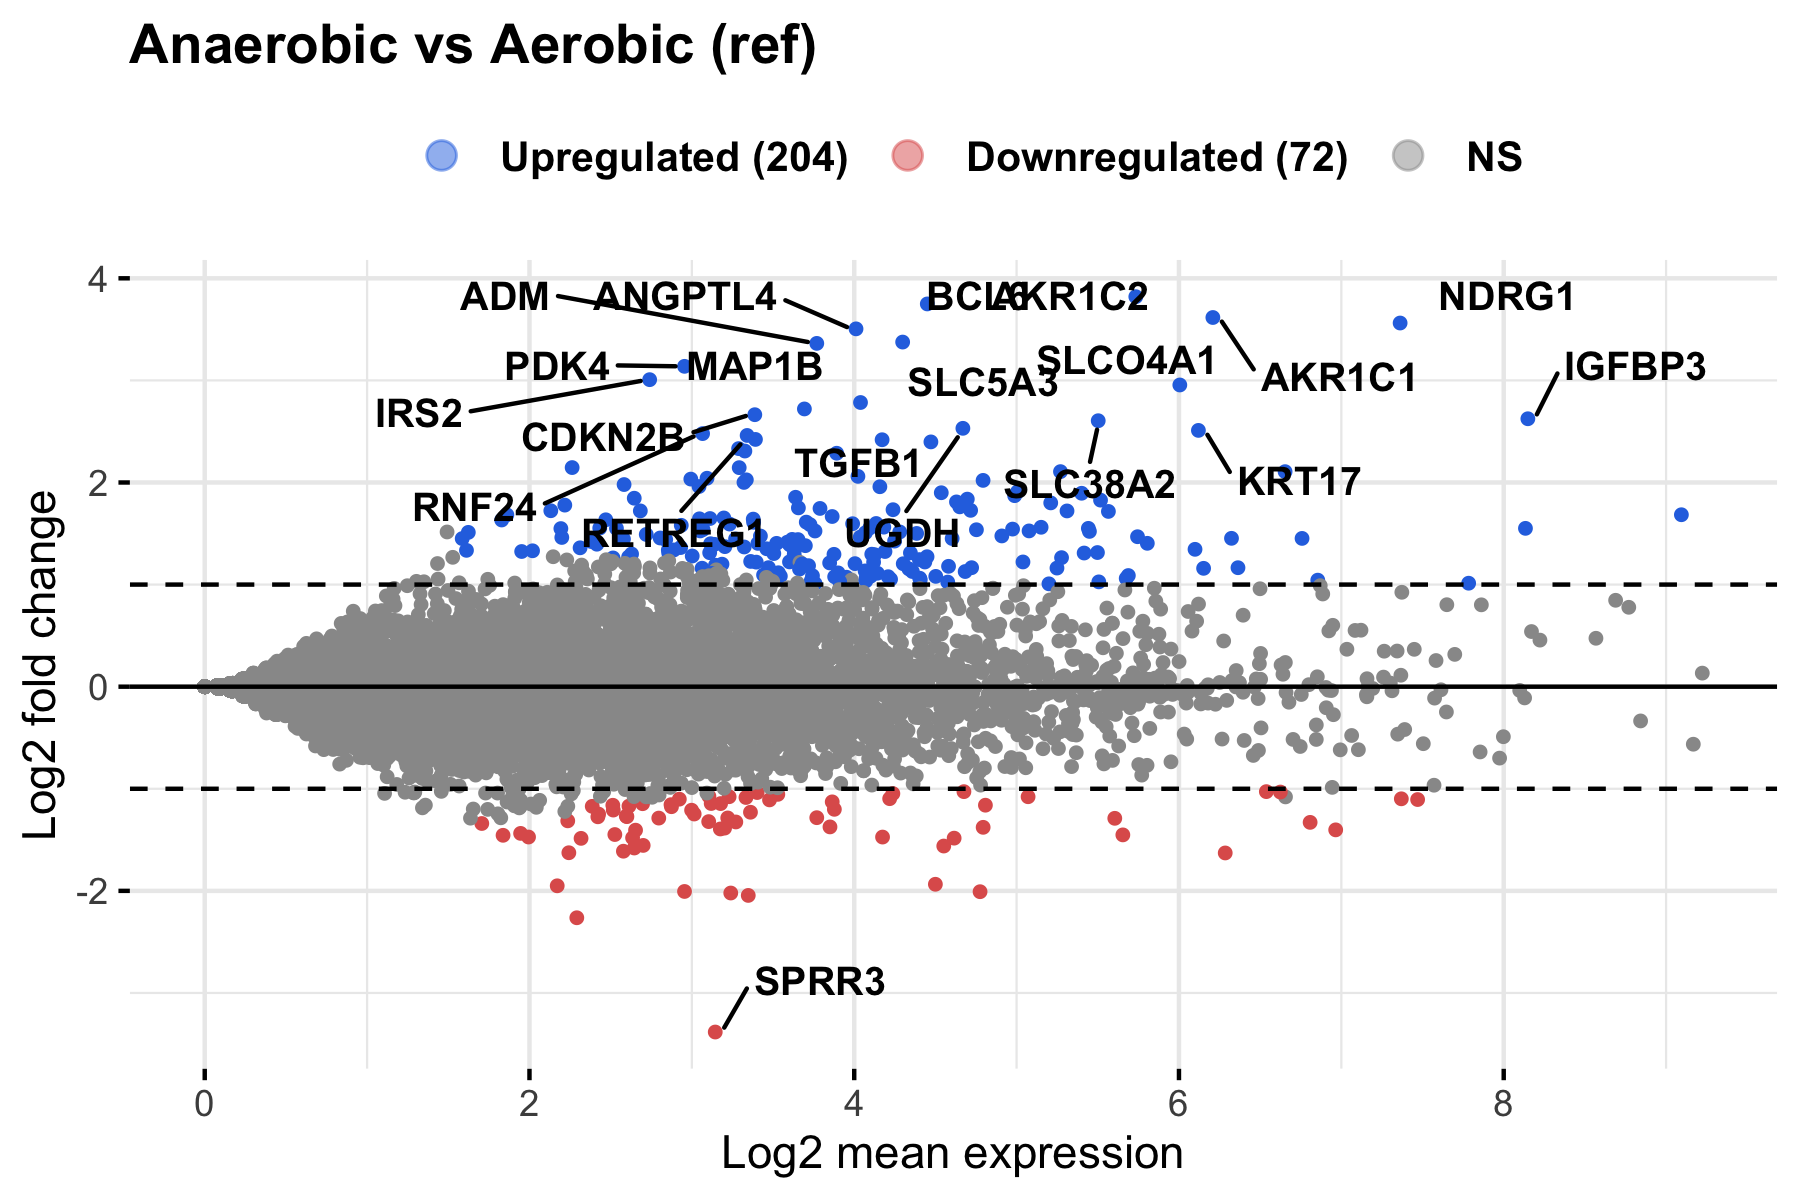 Anaerobic vs Aerobic (ref)
Upregulated (204) Downregulated (72) NS
4
ADM ANGPTL4 BCL6 AKR1C2 NDRG1
PDK4 MAP1B SLC5A3 SLCO4A1 AKR1C1 IGFBP3
IRS2
CDKN2B TGFB1 SLC38A2 KRT17
2
RNF24 RETREG1 UGDH
0
-2
SPRR3
Log2 fold change
0 2 4 6 8
Log2 mean expression